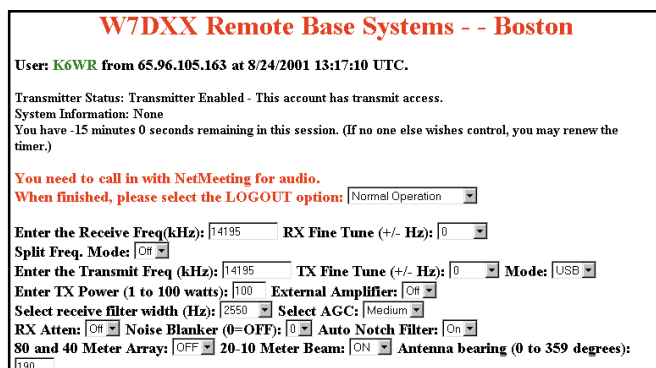 W7DXX Remote Base Systems - - Boston
User: K6WR from 65.96.105.163 at 8/24/2001 13:17:10 UTC.
Transmitter Status: Transmitter Enabled - This account has transmit access.
System Information: None
You have -15 minutes 0 seconds remaining in this session. (If no one else wishes control, you may renew the
timer.)
You need to call in with NetMeeting for audio.
When finished, please select the LOGOUT option: Normal Operation
Enter the Receive Freq(kHz): 14195 RX Fine Tune (+/- Hz): 0
Split Freq. Mode: Off
Enter the Transmit Freq (kHz): 14195 TX Fine Tune (+/- Hz): 0 Mode: USB
Enter TX Power (1 to 100 watts): 100 External Amplifier: Off
Select receive filter width (Hz): 2550 Select AGC: Medium
RX Atten: Off Noise Blanker (0=OFF): 0 Auto Notch Filter: On
80 and 40 Meter Array: OFF 20-10 Meter Beam: ON Antenna bearing (0 to 359 degrees):
190